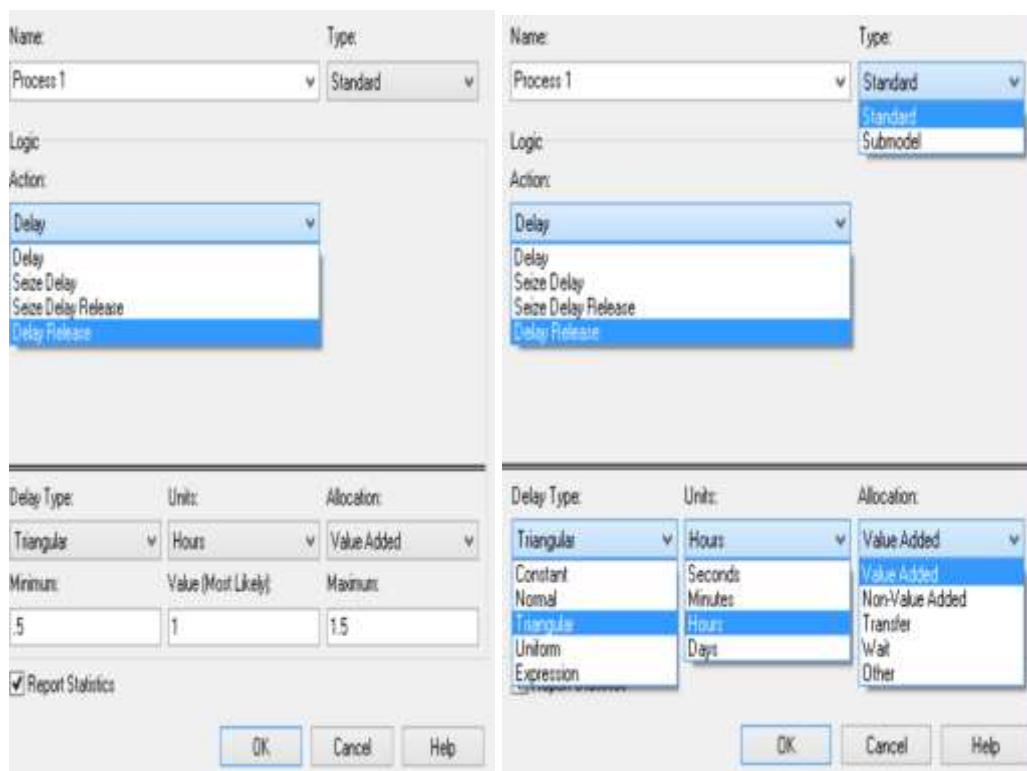 Name: Type:
Process 1 Standard
Logic
Action:
Delay
Delay
Seize Delay
Seize Delay Release
Delay Release
Delay Type: Units: Allocation:
Triangular Hours Value Added
Minimum: Value (Most Likely): Maximum:
.5 1 1.5
Report Statistics
OK Cancel Help
Name: Type:
Process 1 Standard
Standard
Submodel
Logic
Action:
Delay
Delay
Seize Delay
Seize Delay Release
Delay Release
Delay Type: Units: Allocation:
Triangular Hours Value Added
Constant Seconds Value Added
Normal Minutes Non-Value Added
Triangular Hours Transfer
Uniform Days Wait
Expression Other
OK Cancel Help